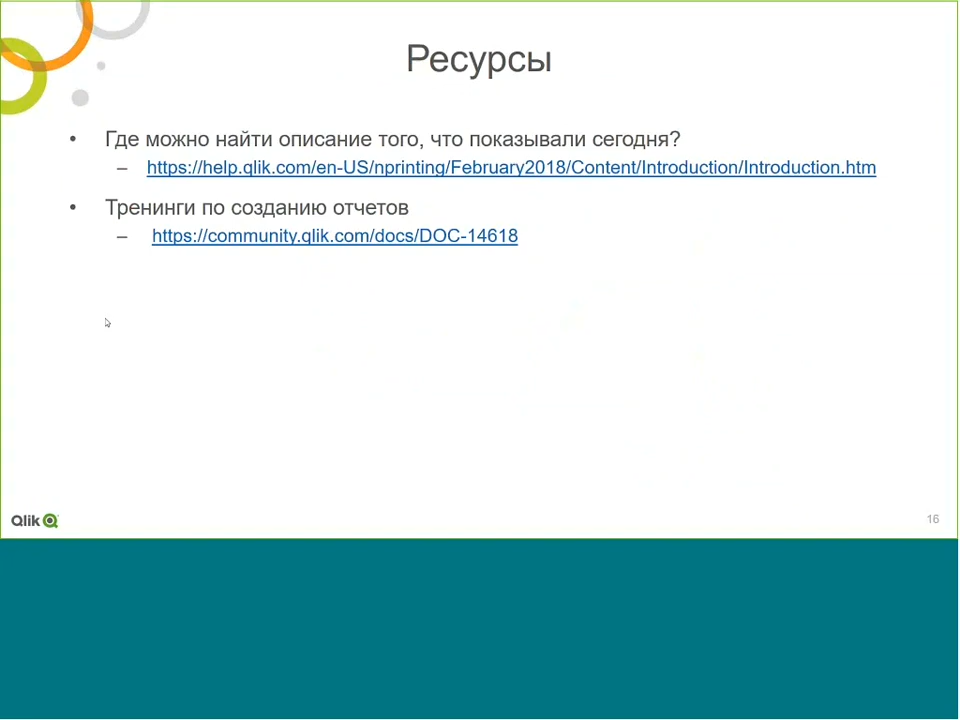 Ресурсы
• Где можно найти описание того, что показывали сегодня?
– https://help.qlik.com/en-US/nprinting/February2018/Content/Introduction/Introduction.htm
• Тренинги по созданию отчетов
– https://community.qlik.com/docs/DOC-14618
Qlik
16